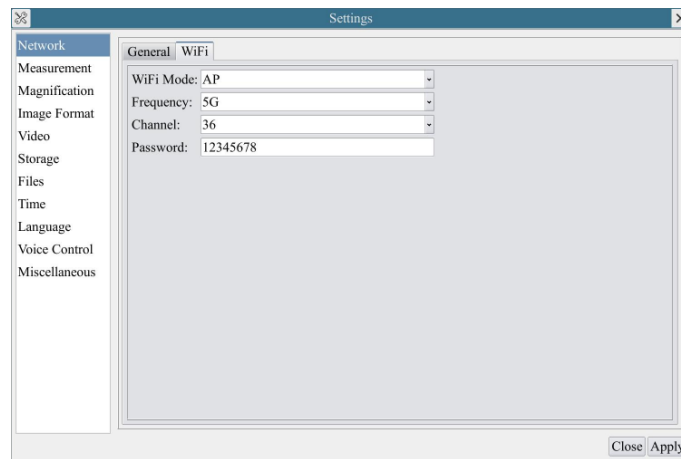 Settings
Network
Measurement
Magnification
Image Format
Video
Storage
Files
Time
Language
Voice Control
Miscellaneous
General WiFi
WiFi Mode: AP
Frequency: 5G
Channel: 36
Password: 12345678
Close Apply